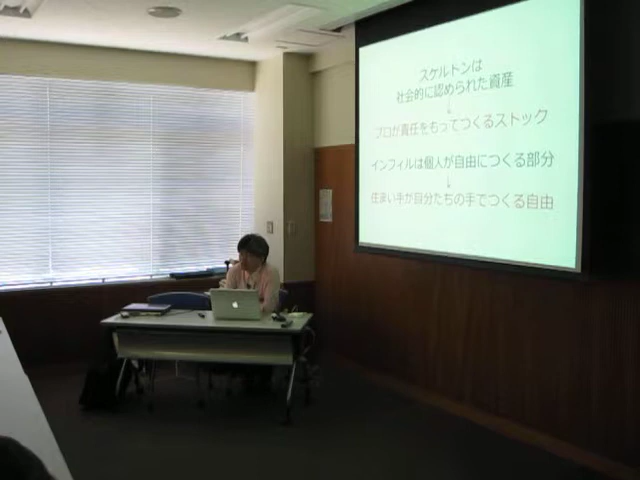 スケルトンは
社会的に認められた資産
↓
プロが責任をもってつくるストック
インフィルは個人が自由につくる部分
↓
住まい手が自分たちの手でつくる自由